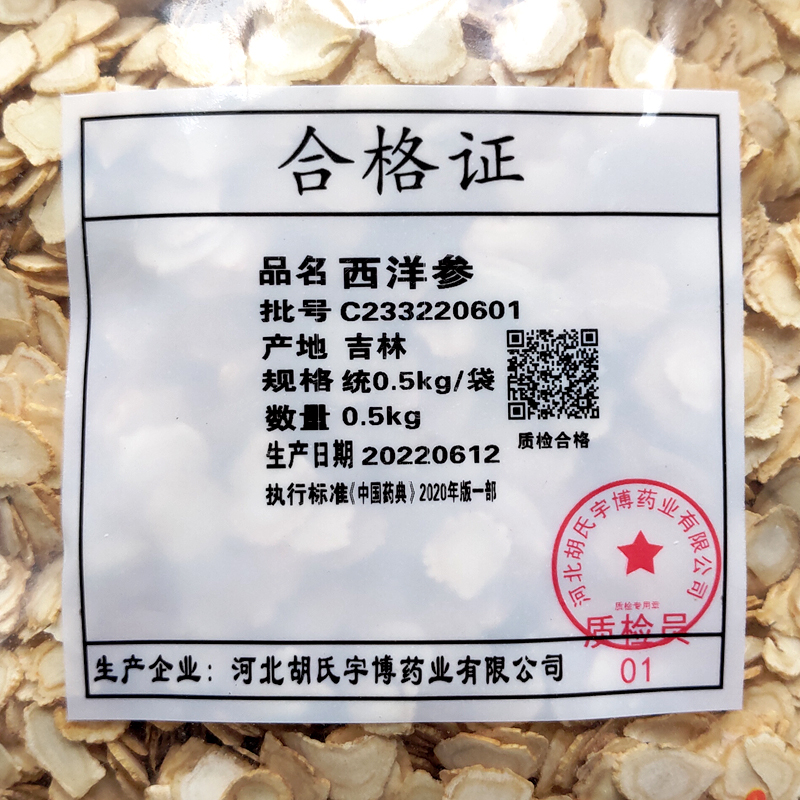 合格证
品名 西洋参
批号 C233220601
产地 吉林
规格 统0.5kg/袋
数量 0.5kg
生产日期 20220612
执行标准《中国药典》2020年版一部
质检合格
河北胡氏宇博药业有限公司
质检专用章
质检员
01
生产企业：河北胡氏宇博药业有限公司